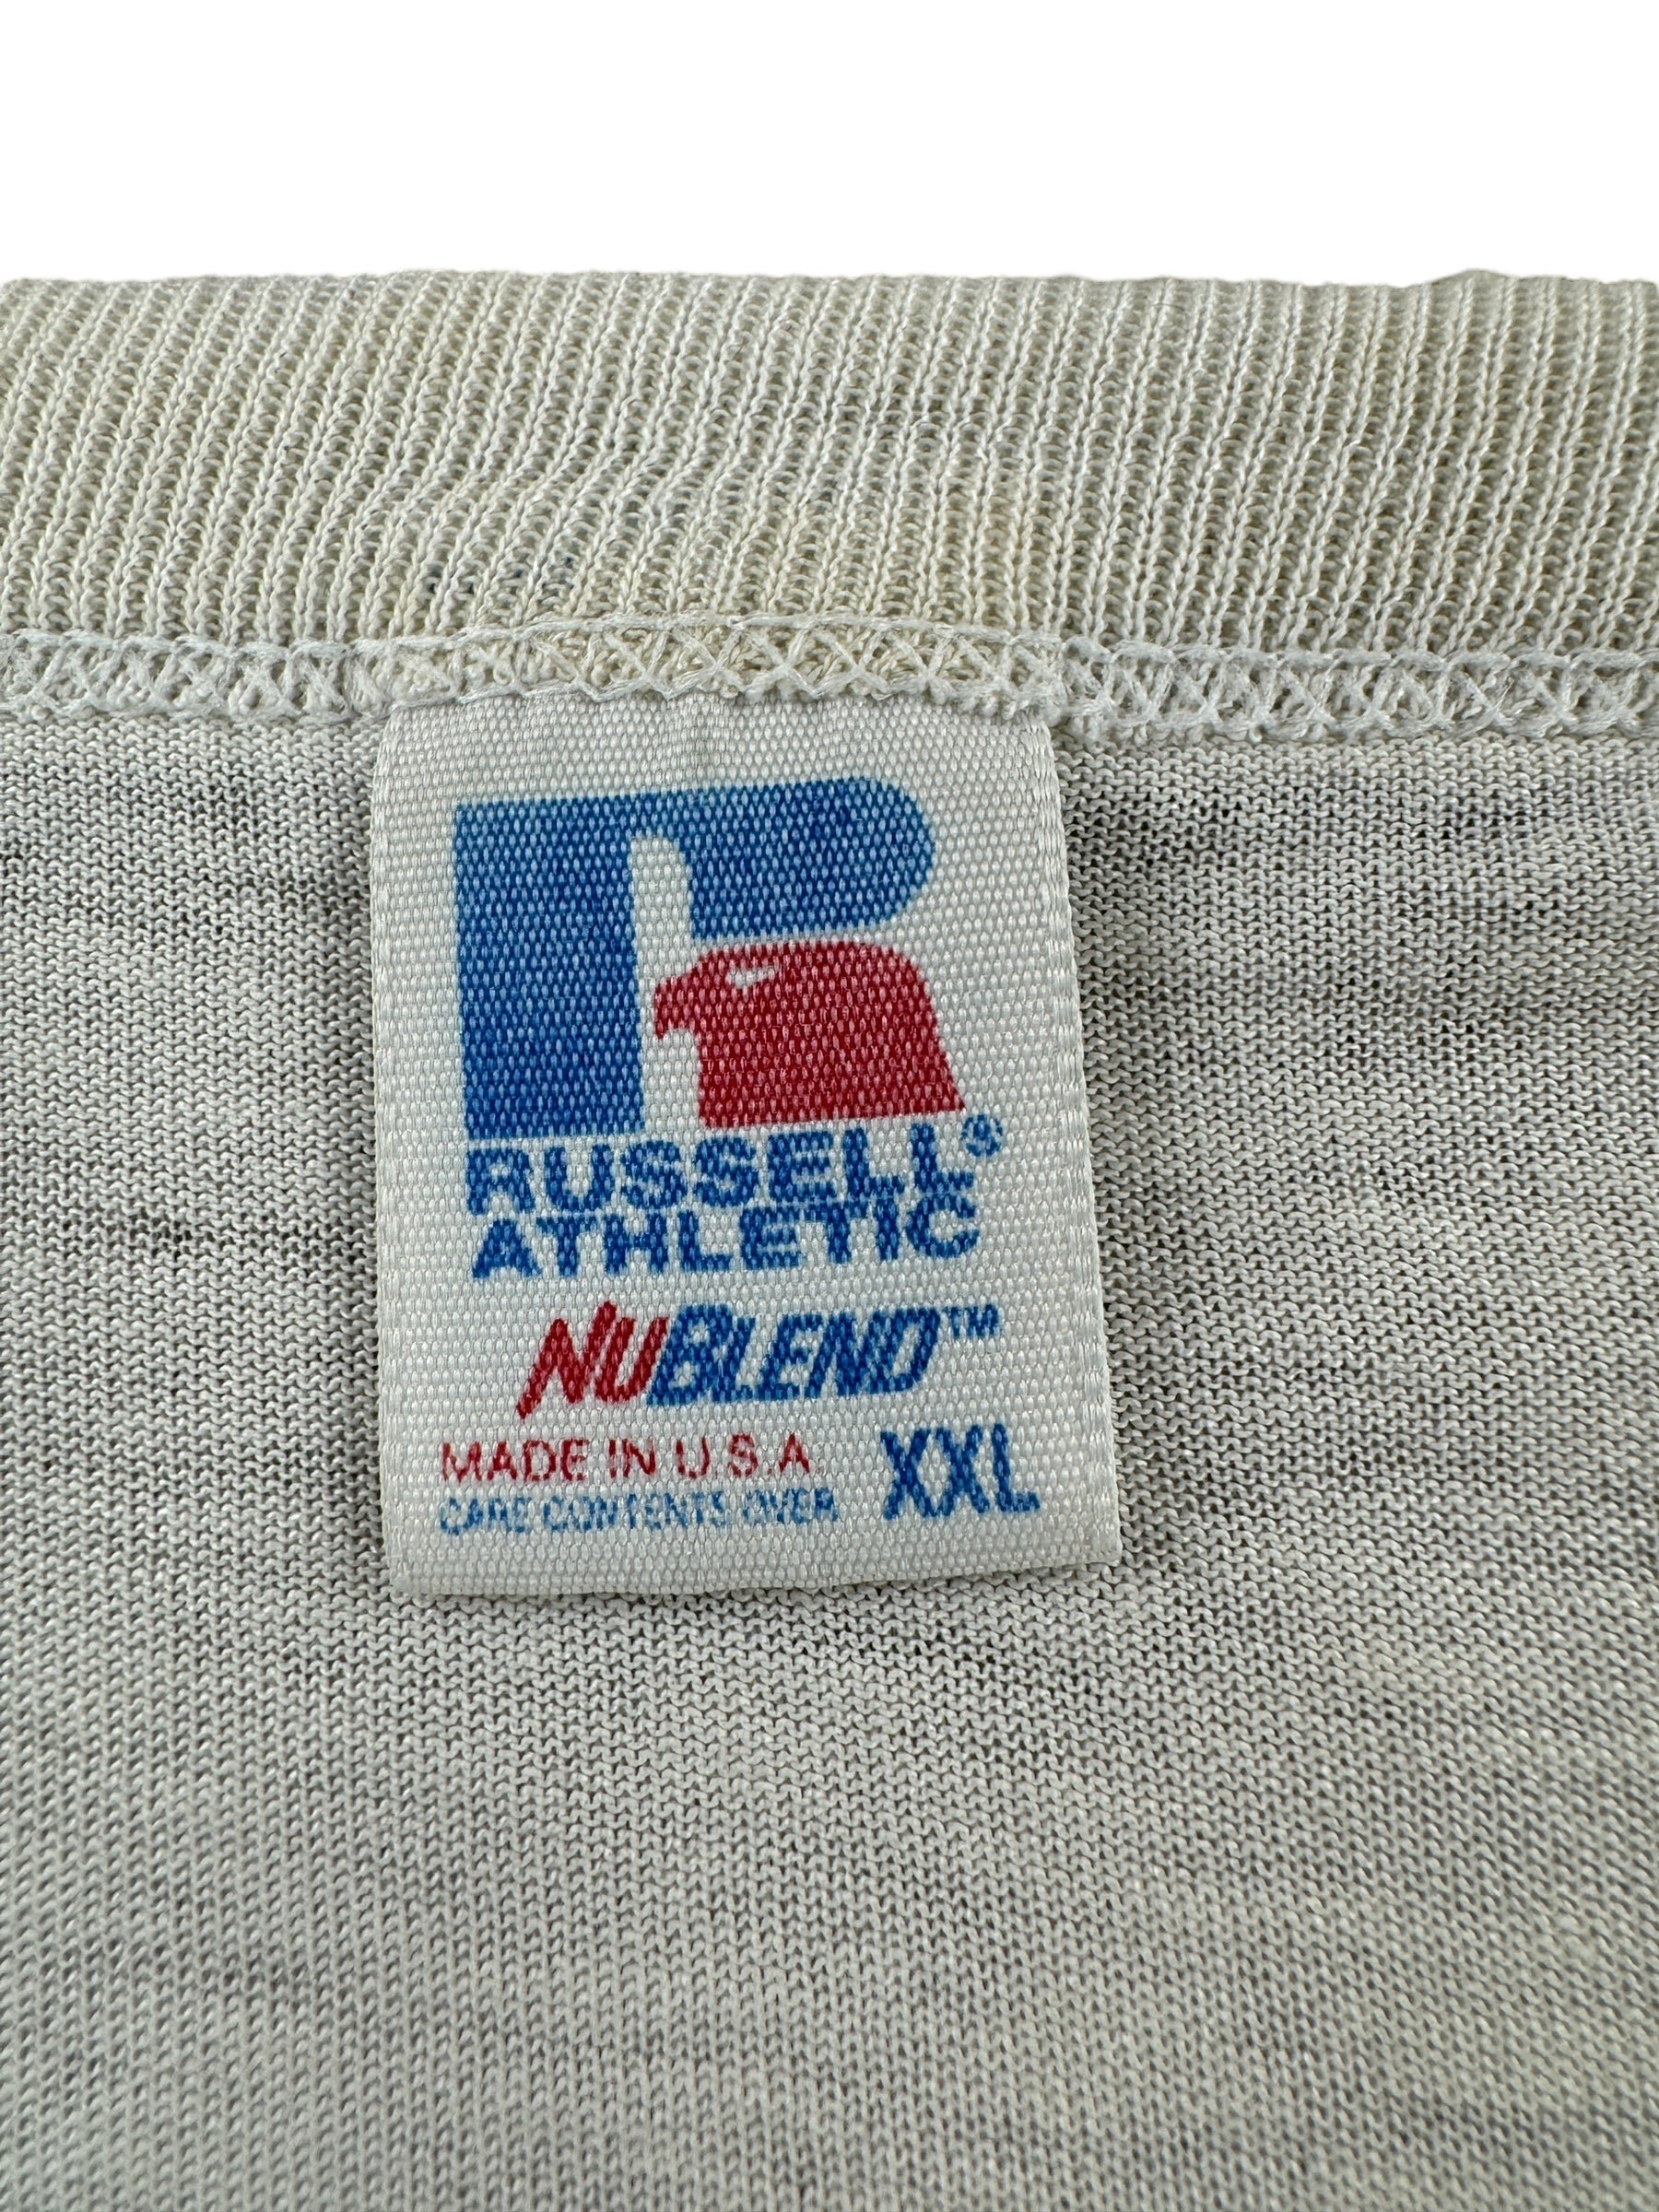 RUSSELL®
ATHLETIC
NUBLEND™
MADE IN U.S.A.
CARE CONTENTS OVER XXL